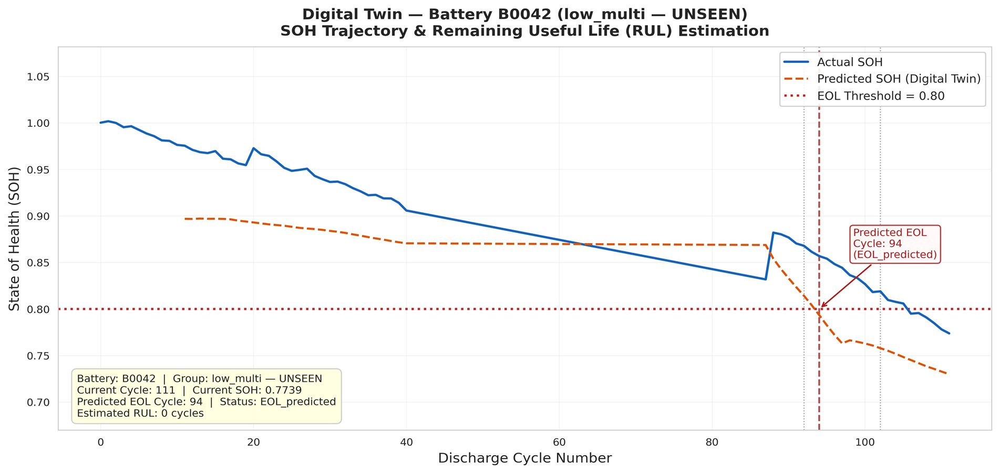 Digital Twin — Battery B0042 (low_multi — UNSEEN)
SOH Trajectory & Remaining Useful Life (RUL) Estimation
Actual SOH
Predicted SOH (Digital Twin)
EOL Threshold = 0.80
State of Health (SOH)
1.05
1.00
0.95
0.90
0.85
0.80
0.75
0.70
Predicted EOL
Cycle: 94
(EOL_predicted)
Battery: B0042 | Group: low_multi — UNSEEN
Current Cycle: 111 | Current SOH: 0.7739
Predicted EOL Cycle: 94 | Status: EOL_predicted
Estimated RUL: 0 cycles
0 20 40 60 80 100
Discharge Cycle Number